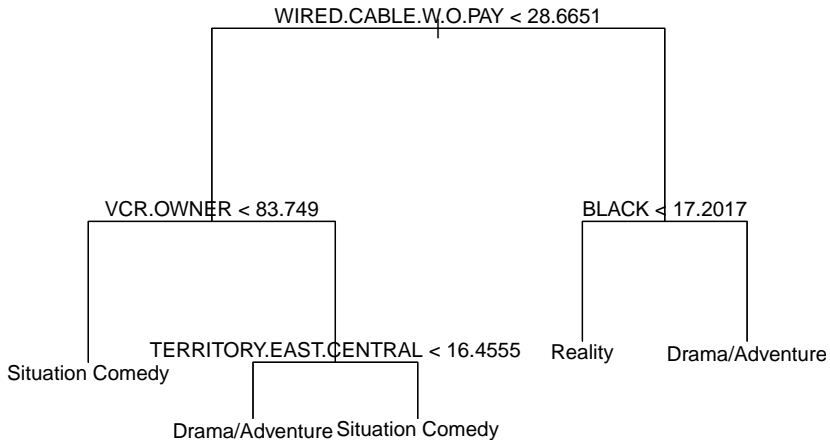 WIRED.CABLE.W.O.PAY < 28.6651
VCR.OWNER < 83.749
BLACK < 17.2017
TERRITORY.EAST.CENTRAL < 16.4555
Reality
Drama/Adventure
Situation Comedy
Drama/Adventure
Situation Comedy